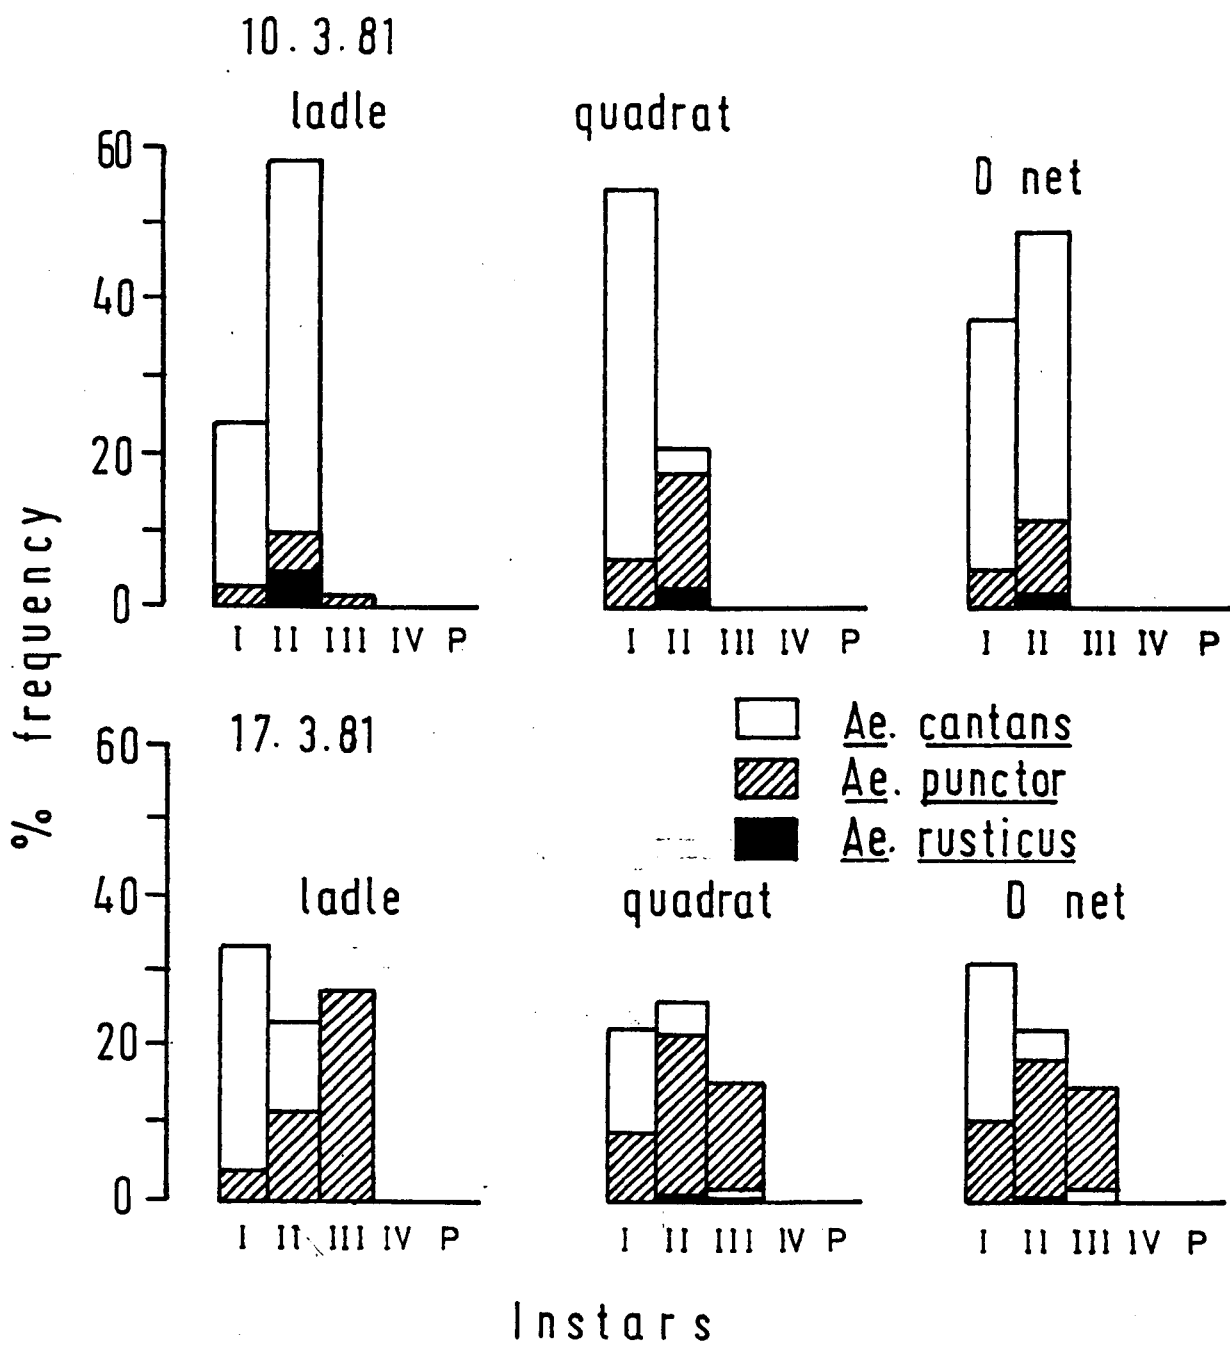 10.3.81
ladle
quadrat
D net
60
40
20
0
I II III IV P
I II III IV P
I II III IV P
% frequency
17.3.81
Ae. cantans
Ae. punctor
Ae. rusticus
ladle
quadrat
D net
60
40
20
0
I II III IV P
I II III IV P
I II III IV P
Instars